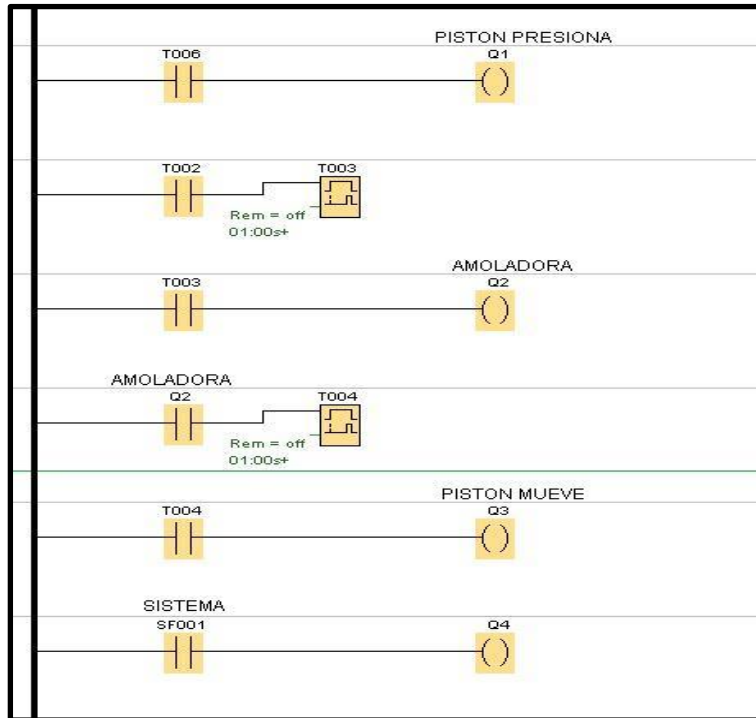 PISTON PRESIONA
T006 Q1
T002 T003
Rem = off
01:00s+
AMOLADORA
T003 Q2
AMOLADORA
Q2 T004
Rem = off
01:00s+
PISTON MUEVE
T004 Q3
SISTEMA
SF001 Q4